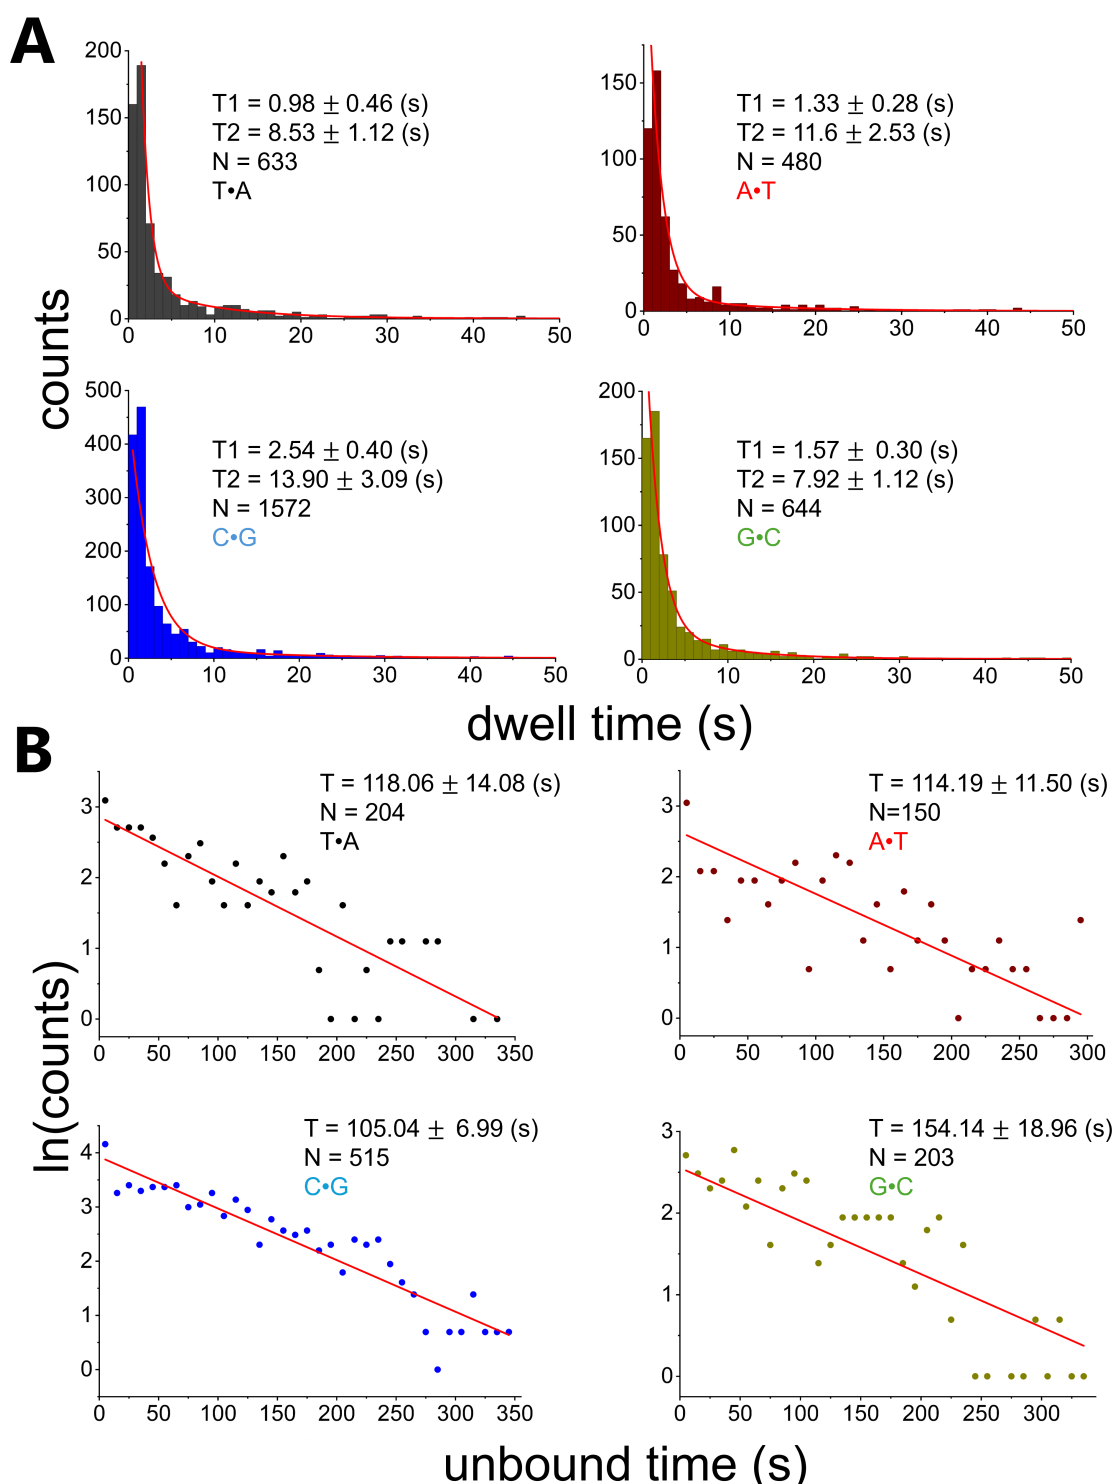 A
counts
200
150
100
50
0
0 10 20 30 40 50
T1 = 0.98 ± 0.46 (s)
T2 = 8.53 ± 1.12 (s)
N = 633
T•A
150
100
50
0
0 10 20 30 40 50
T1 = 1.33 ± 0.28 (s)
T2 = 11.6 ± 2.53 (s)
N = 480
A•T
500
400
300
200
100
0
0 10 20 30 40 50
T1 = 2.54 ± 0.40 (s)
T2 = 13.90 ± 3.09 (s)
N = 1572
C•G
200
150
100
50
0
0 10 20 30 40 50
T1 = 1.57 ± 0.30 (s)
T2 = 7.92 ± 1.12 (s)
N = 644
G•C
dwell time (s)
B
ln(counts)
3
2
1
0
0 50 100 150 200 250 300 350
T = 118.06 ± 14.08 (s)
N = 204
T•A
3
2
1
0
0 50 100 150 200 250 300
T = 114.19 ± 11.50 (s)
N=150
A•T
4
3
2
1
0
0 50 100 150 200 250 300 350
T = 105.04 ± 6.99 (s)
N = 515
C•G
3
2
1
0
0 50 100 150 200 250 300
T = 154.14 ± 18.96 (s)
N = 203
G•C
unbound time (s)